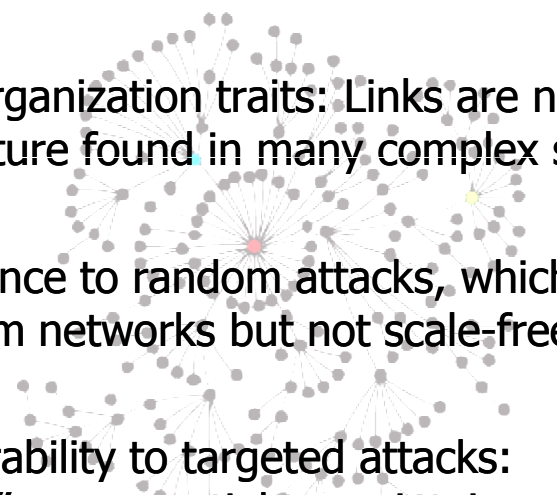 rganization traits: Links are n
ture found in many complex s
nce to random attacks, which
m networks but not scale-free
ability to targeted attacks: